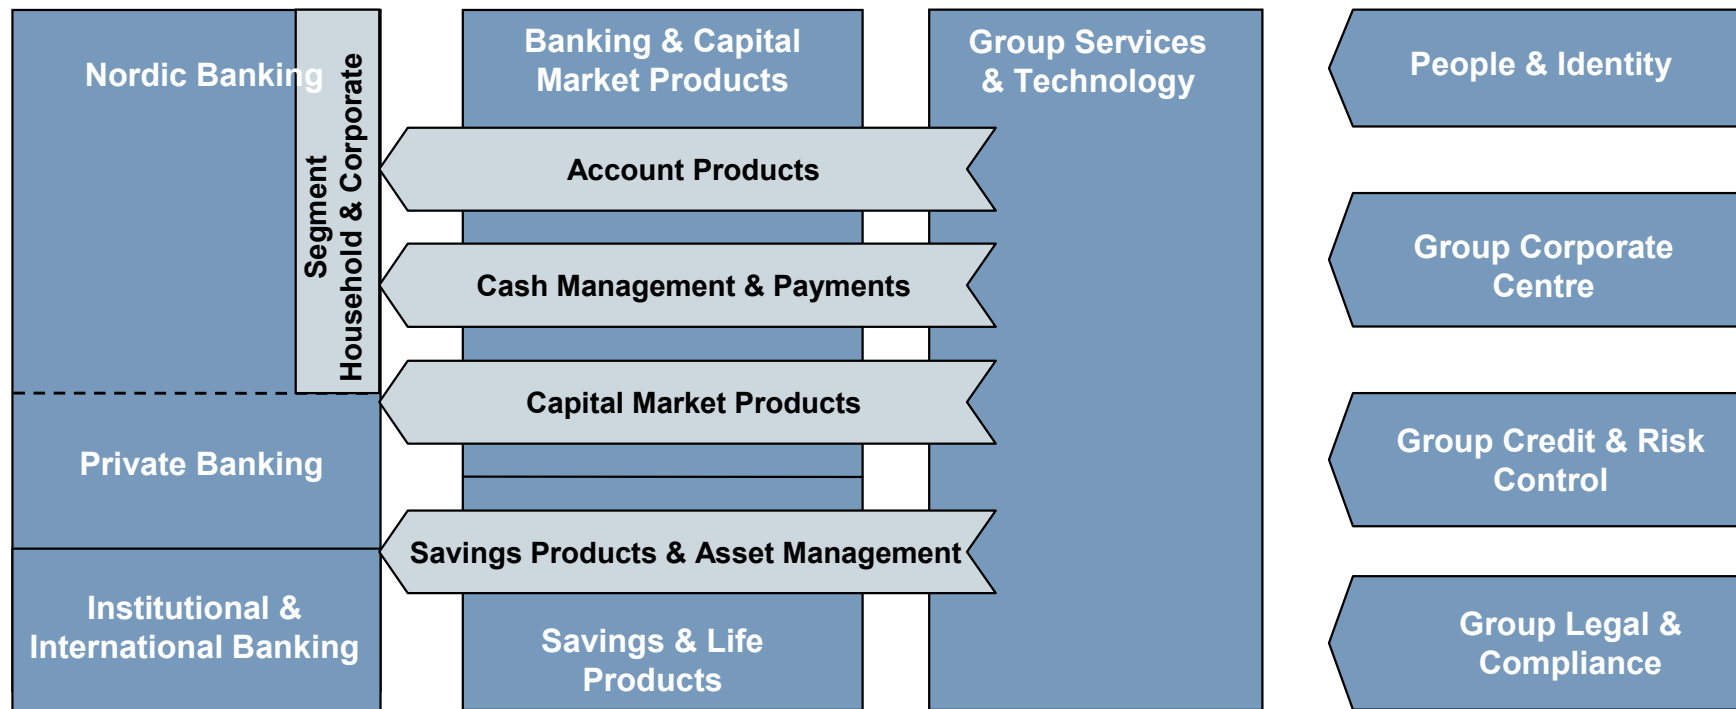 Nordic Banking
Segment
Household & Corporate
Private Banking
Institutional &
International Banking
Banking & Capital
Market Products
Account Products
Cash Management & Payments
Capital Market Products
Savings Products & Asset Management
Savings & Life
Products
Group Services
& Technology
People & Identity
Group Corporate
Centre
Group Credit & Risk
Control
Group Legal &
Compliance